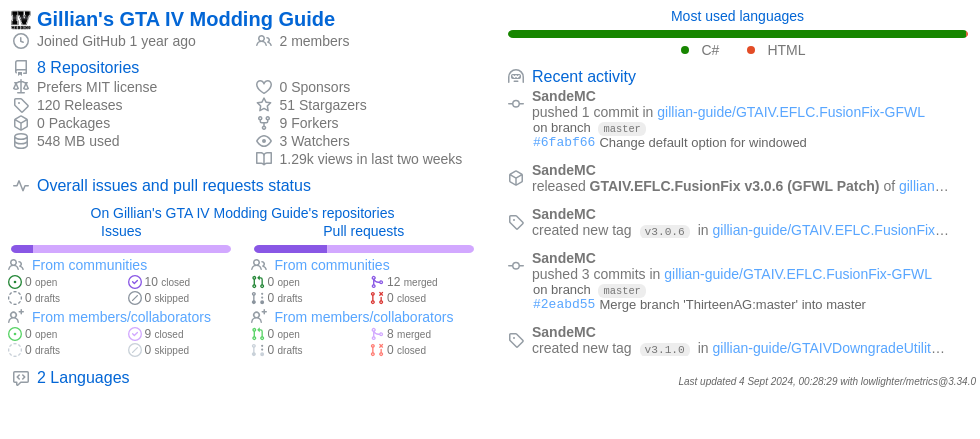 Gillian's GTA IV Modding Guide
Joined GitHub 1 year ago
2 members
8 Repositories
Prefers MIT license
0 Sponsors
120 Releases
51 Stargazers
0 Packages
9 Forkers
548 MB used
3 Watchers
1.29k views in last two weeks
Overall issues and pull requests status
On Gillian's GTA IV Modding Guide's repositories
Issues
From communities
0 open
10 closed
0 drafts
0 skipped
From members/collaborators
0 open
9 closed
0 drafts
0 skipped
Pull requests
From communities
0 open
12 merged
0 drafts
0 closed
From members/collaborators
0 open
8 merged
0 drafts
0 closed
2 Languages
Most used languages
C#
HTML
Recent activity
SandeMC
pushed 1 commit in gillian-guide/GTAIV.EFLC.FusionFix-GFWL
on branch master
#6fabf66 Change default option for windowed
SandeMC
released GTAIV.EFLC.FusionFix v3.0.6 (GFWL Patch) of gillian…
SandeMC
created new tag v3.0.6 in gillian-guide/GTAIV.EFLC.FusionFix…
SandeMC
pushed 3 commits in gillian-guide/GTAIV.EFLC.FusionFix-GFWL
on branch master
#2eabd55 Merge branch 'ThirteenAG:master' into master
SandeMC
created new tag v3.1.0 in gillian-guide/GTAIVDowngradeUtilit…
Last updated 4 Sept 2024, 00:28:29 with lowlighter/metrics@3.34.0